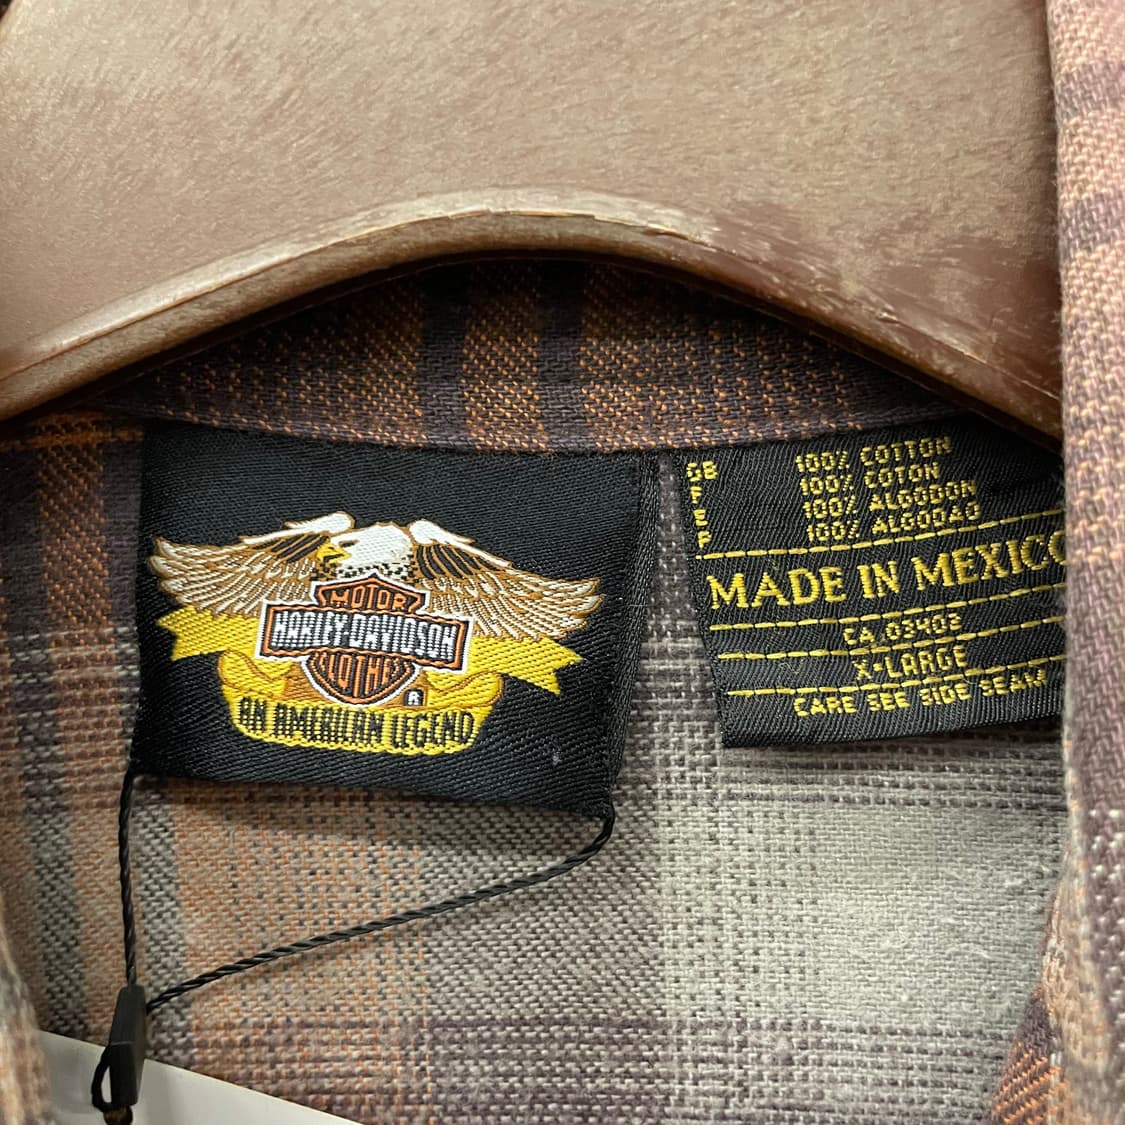 MOTOR
HARLEY-DAVIDSON
CLOTHES
®
AN AMERICAN LEGEND
GB 100% COTTON
F 100% COTON
E 100% ALGODON
P 100% ALGODAO
MADE IN MEXICO
CA 03402
X-LARGE
CARE SEE SIDE SEAM